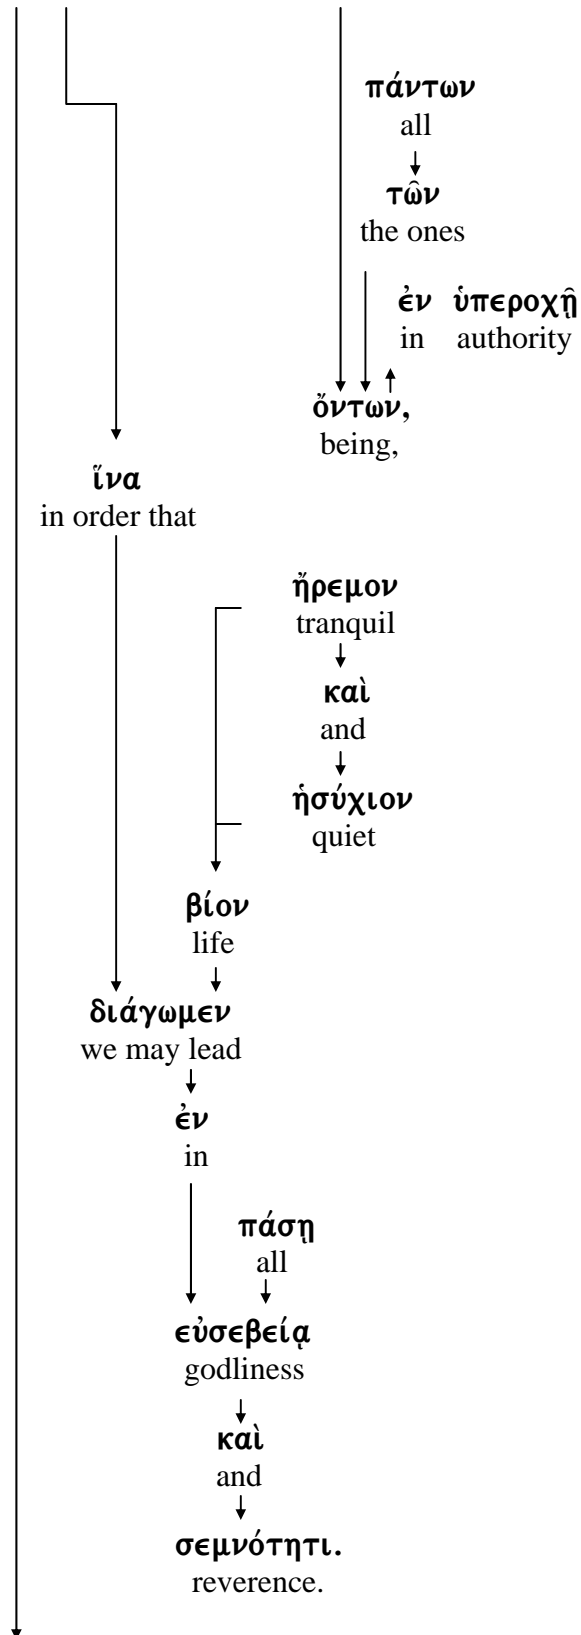 πάντων
all
τῶν
the ones
ἐν ὑπεροχῇ
in authority
ὄντων,
being,
ἵνα
in order that
ἤρεμον
tranquil
καὶ
and
ἡσύχιον
quiet
βίον
life
διάγωμεν
we may lead
ἐν
in
πάσῃ
all
εὐσεβείᾳ
godliness
καὶ
and
σεμνότητι.
reverence.